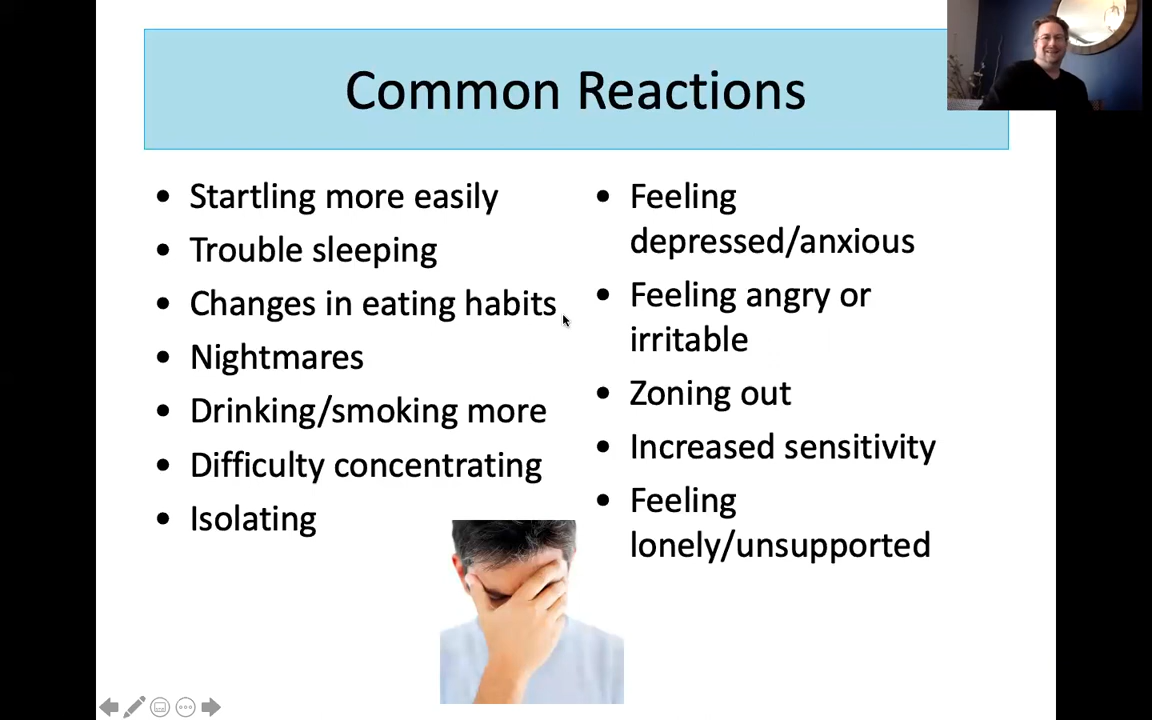 Common Reactions
• Startling more easily
• Trouble sleeping
• Changes in eating habits
• Nightmares
• Drinking/smoking more
• Difficulty concentrating
• Isolating
• Feeling
depressed/anxious
• Feeling angry or
irritable
• Zoning out
• Increased sensitivity
• Feeling
lonely/unsupported